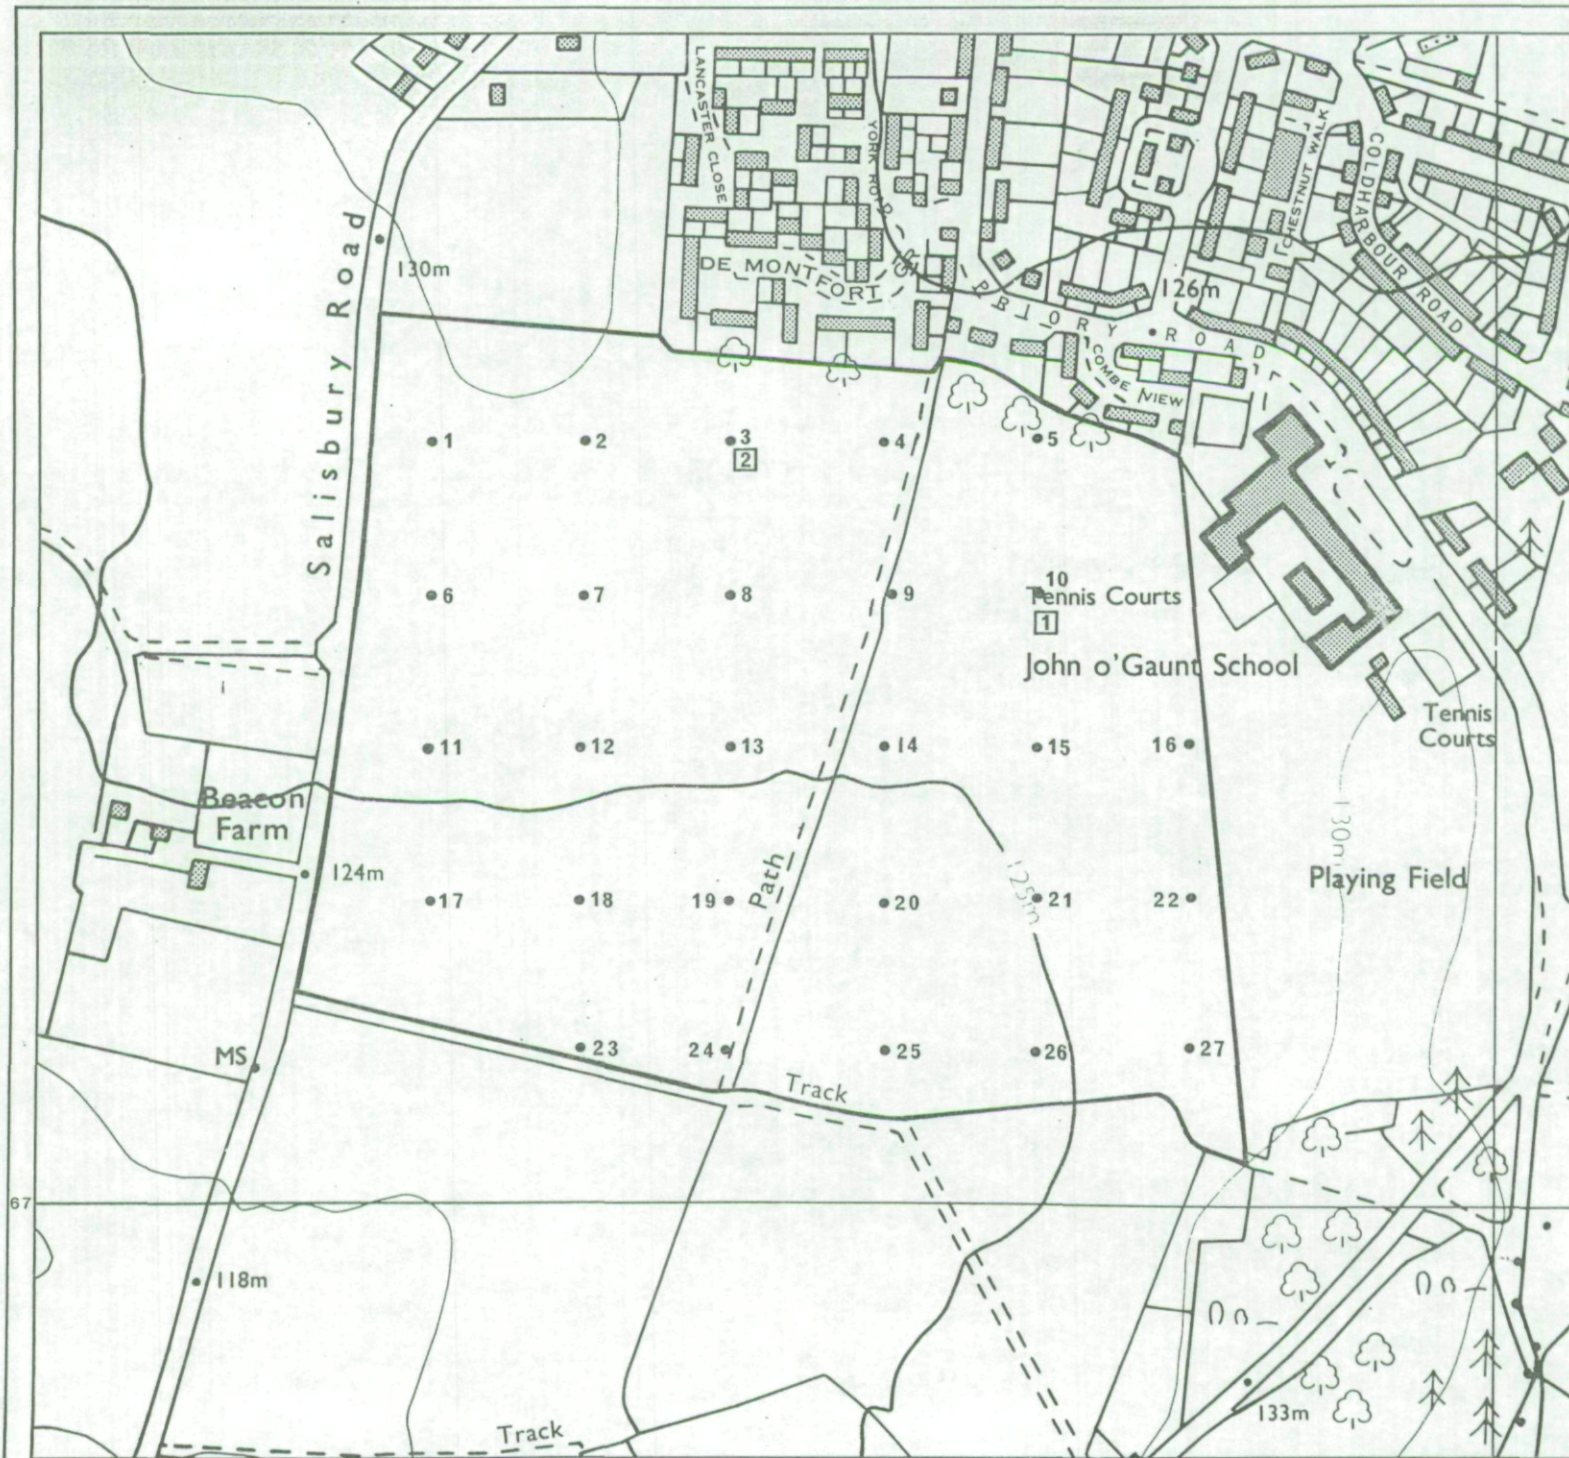 LANCASTER CLOSE
YORK ROAD
CHESTNUT WALK
COLDHARBOUR ROAD
Salisbury Road
130m
DE MONTFORT GR
126m
PRIORY ROAD
COMBE VIEW
1
2
3
2
4
5
6
7
8
9
10
Tennis Courts
1
John o'Gaunt School
11
12
13
14
15
16
Tennis
Courts
Beacon
Farm
130m
124m
Path
125m
Playing Field
17
18
19
20
21
22
MS
23
24
25
26
27
Track
67
118m
133m
Track